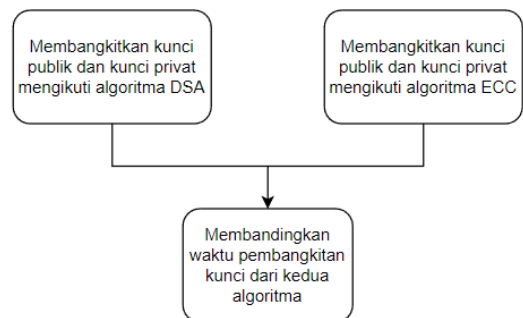 Membangkitkan kunci
publik dan kunci privat
mengikuti algoritma DSA
Membangkitkan kunci
publik dan kunci privat
mengikuti algoritma ECC
Membandingkan
waktu pembangkitan
kunci dari kedua
algoritma